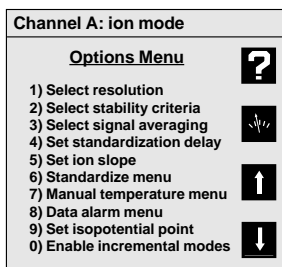 Channel A: ion mode
Options Menu
?
1) Select resolution
2) Select stability criteria
3) Select signal averaging
4) Set standardization delay
5) Set ion slope
6) Standardize menu
7) Manual temperature menu
8) Data alarm menu
9) Set isopotential point
0) Enable incremental modes